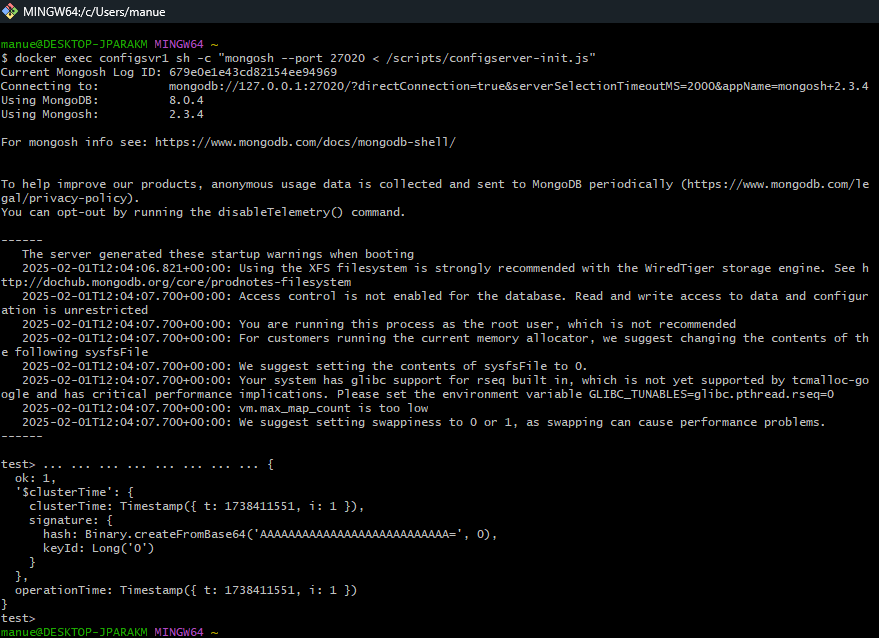 MINGW64:/c/Users/manue
manue@DESKTOP-JPARAKM MINGW64 ~
$ docker exec configsvr1 sh -c "mongosh --port 27020 < /scripts/configserver-init.js"
Current Mongosh Log ID: 679e0e1e43cd82154ee94969
Connecting to:          mongodb://127.0.0.1:27020/?directConnection=true&serverSelectionTimeoutMS=2000&appName=mongosh+2.3.4
Using MongoDB:          8.0.4
Using Mongosh:          2.3.4
For mongosh info see: https://www.mongodb.com/docs/mongodb-shell/
To help improve our products, anonymous usage data is collected and sent to MongoDB periodically (https://www.mongodb.com/le
gal/privacy-policy).
You can opt-out by running the disableTelemetry() command.
------
   The server generated these startup warnings when booting
   2025-02-01T12:04:06.821+00:00: Using the XFS filesystem is strongly recommended with the WiredTiger storage engine. See h
ttp://dochub.mongodb.org/core/prodnotes-filesystem
   2025-02-01T12:04:07.700+00:00: Access control is not enabled for the database. Read and write access to data and configur
ation is unrestricted
   2025-02-01T12:04:07.700+00:00: You are running this process as the root user, which is not recommended
   2025-02-01T12:04:07.700+00:00: For customers running the current memory allocator, we suggest changing the contents of th
e following sysfsFile
   2025-02-01T12:04:07.700+00:00: We suggest setting the contents of sysfsFile to 0.
   2025-02-01T12:04:07.700+00:00: Your system has glibc support for rseq built in, which is not yet supported by tcmalloc-go
ogle and has critical performance implications. Please set the environment variable GLIBC_TUNABLES=glibc.pthread.rseq=0
   2025-02-01T12:04:07.700+00:00: vm.max_map_count is too low
   2025-02-01T12:04:07.700+00:00: We suggest setting swappiness to 0 or 1, as swapping can cause performance problems.
------
test> ... ... ... ... ... ... ... ... {
  ok: 1,
  '$clusterTime': {
    clusterTime: Timestamp({ t: 1738411551, i: 1 }),
    signature: {
      hash: Binary.createFromBase64('AAAAAAAAAAAAAAAAAAAAAAAAAAA=', 0),
      keyId: Long('0')
    }
  },
  operationTime: Timestamp({ t: 1738411551, i: 1 })
}
test>
manue@DESKTOP-JPARAKM MINGW64 ~